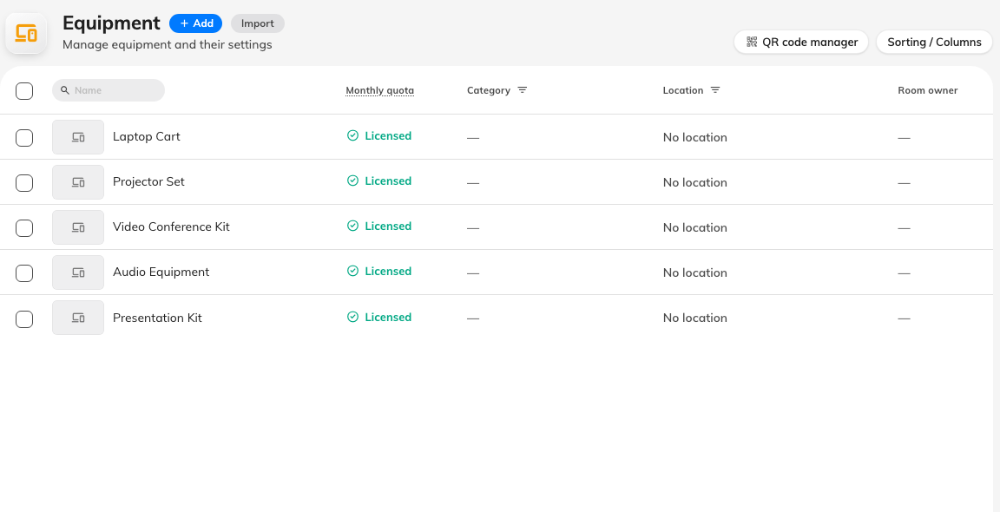 Equipment + Add Import
Manage equipment and their settings
QR code manager Sorting / Columns
Name Monthly quota Category Location Room owner
Laptop Cart Licensed — No location —
Projector Set Licensed — No location —
Video Conference Kit Licensed — No location —
Audio Equipment Licensed — No location —
Presentation Kit Licensed — No location —